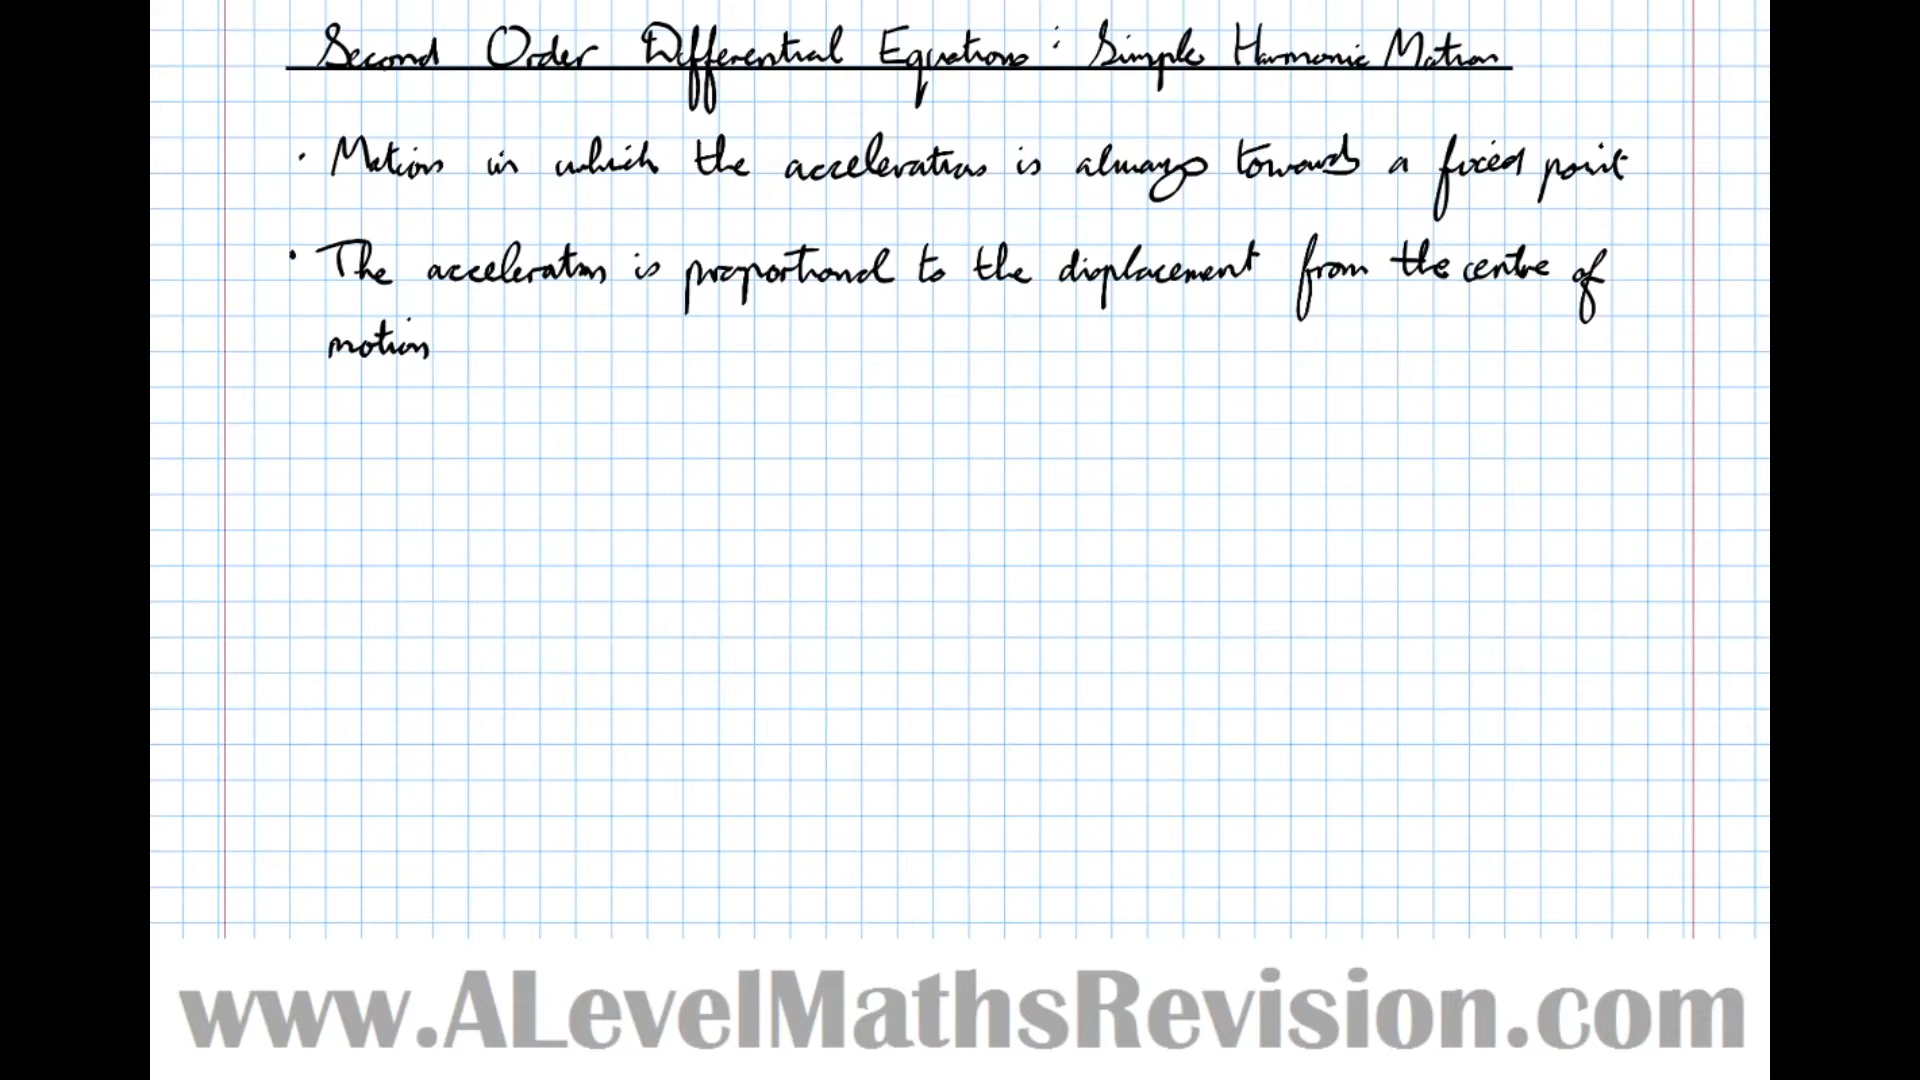 Second Order Differential Equations : Simple Harmonic Motion
· Motion in which the acceleration is always towards a fixed point
· The acceleration is proportional to the displacement from the centre of
motion
www.ALevelMathsRevision.com